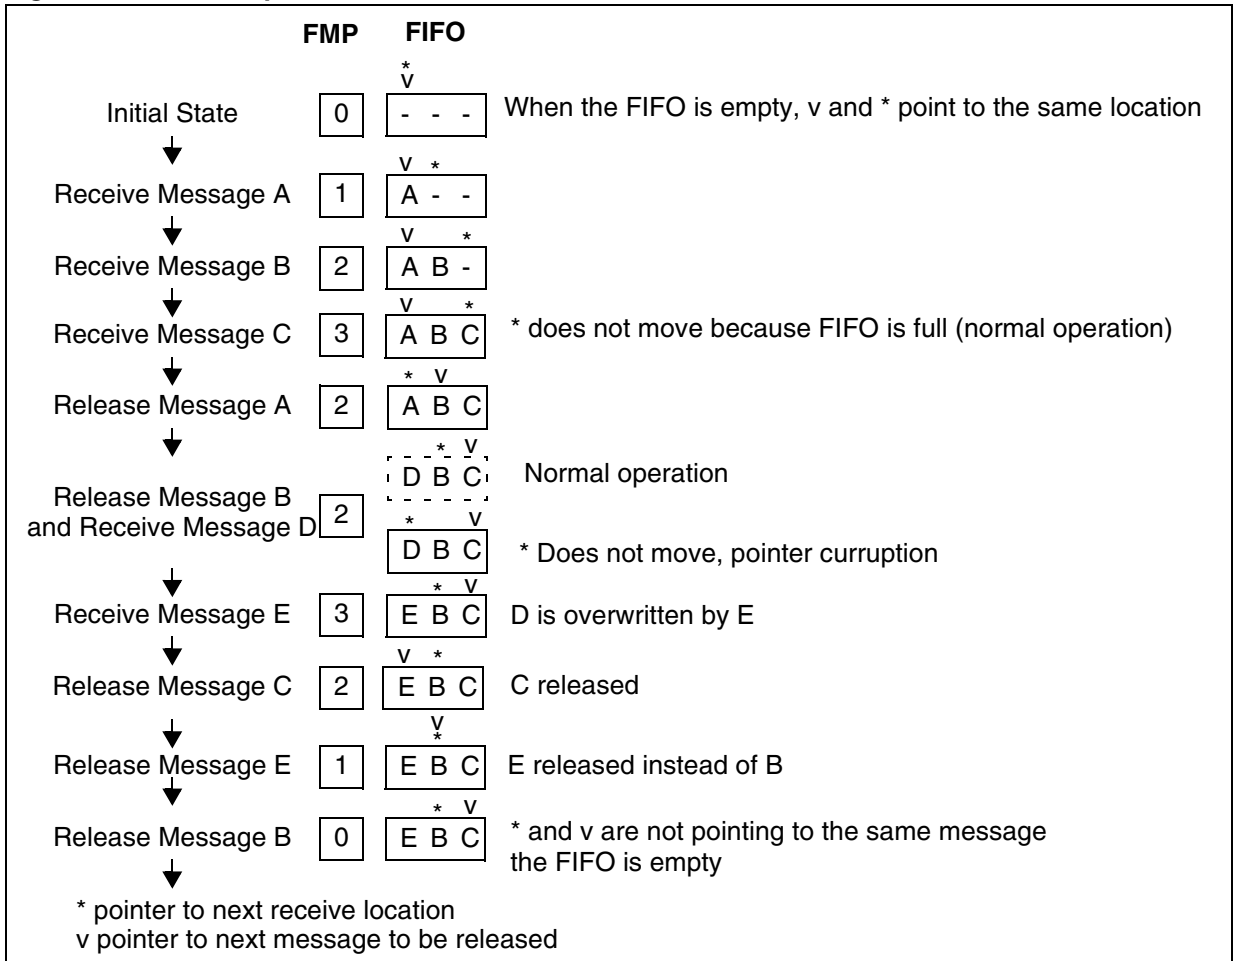 FMP FIFO
*
v
Initial State 0 - - - When the FIFO is empty, v and * point to the same location
v *
Receive Message A 1 A - -
v *
Receive Message B 2 A B -
v *
Receive Message C 3 A B C * does not move because FIFO is full (normal operation)
* v
Release Message A 2 A B C
* v
D B C Normal operation
Release Message B
and Receive Message D 2
* v
D B C * Does not move, pointer curruption
* v
Receive Message E 3 E B C D is overwritten by E
v *
Release Message C 2 E B C C released
v
*
Release Message E 1 E B C E released instead of B
* v
Release Message B 0 E B C * and v are not pointing to the same message
the FIFO is empty
* pointer to next receive location
v pointer to next message to be released